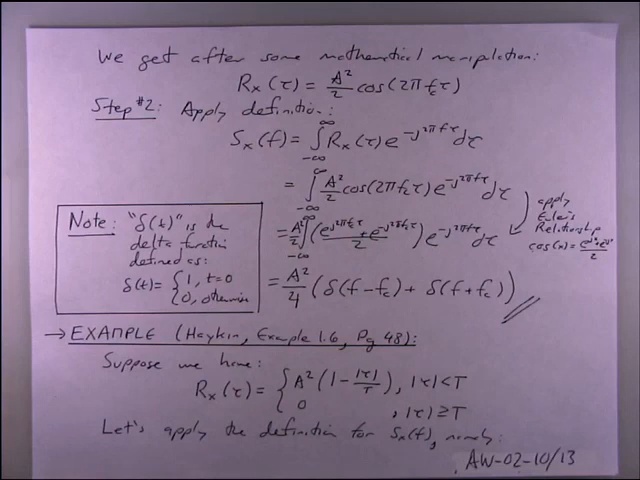 We get after some mathematical manipulation:
Rx(τ) = A²/2 cos(2πfcτ)
Step #2: Apply definition:
Sx(f) = ∫_{-∞}^{∞} Rx(τ) e^{-j2πfτ} dτ
= ∫_{-∞}^{∞} A²/2 cos(2πfcτ) e^{-j2πfτ} dτ
apply
Euler's
Relationship
cos(x) = (e^{jx}+e^{-jx})/2
= A²/2 ∫_{-∞}^{∞} ((e^{j2πfcτ} + e^{-j2πfcτ})/2) e^{-j2πfτ} dτ
= A²/4 (δ(f-fc) + δ(f+fc))
Note: "δ(t)" is the
delta function
defined as:
δ(t) = { 1, t=0
0, otherwise
→ EXAMPLE (Haykin, Example 1.6, Pg 48):
Suppose we have:
Rx(τ) = { A²(1 - |τ|/T), |τ| < T
0, |τ| ≥ T
Let's apply the definition for Sx(f), namely:
AW-02-10/13